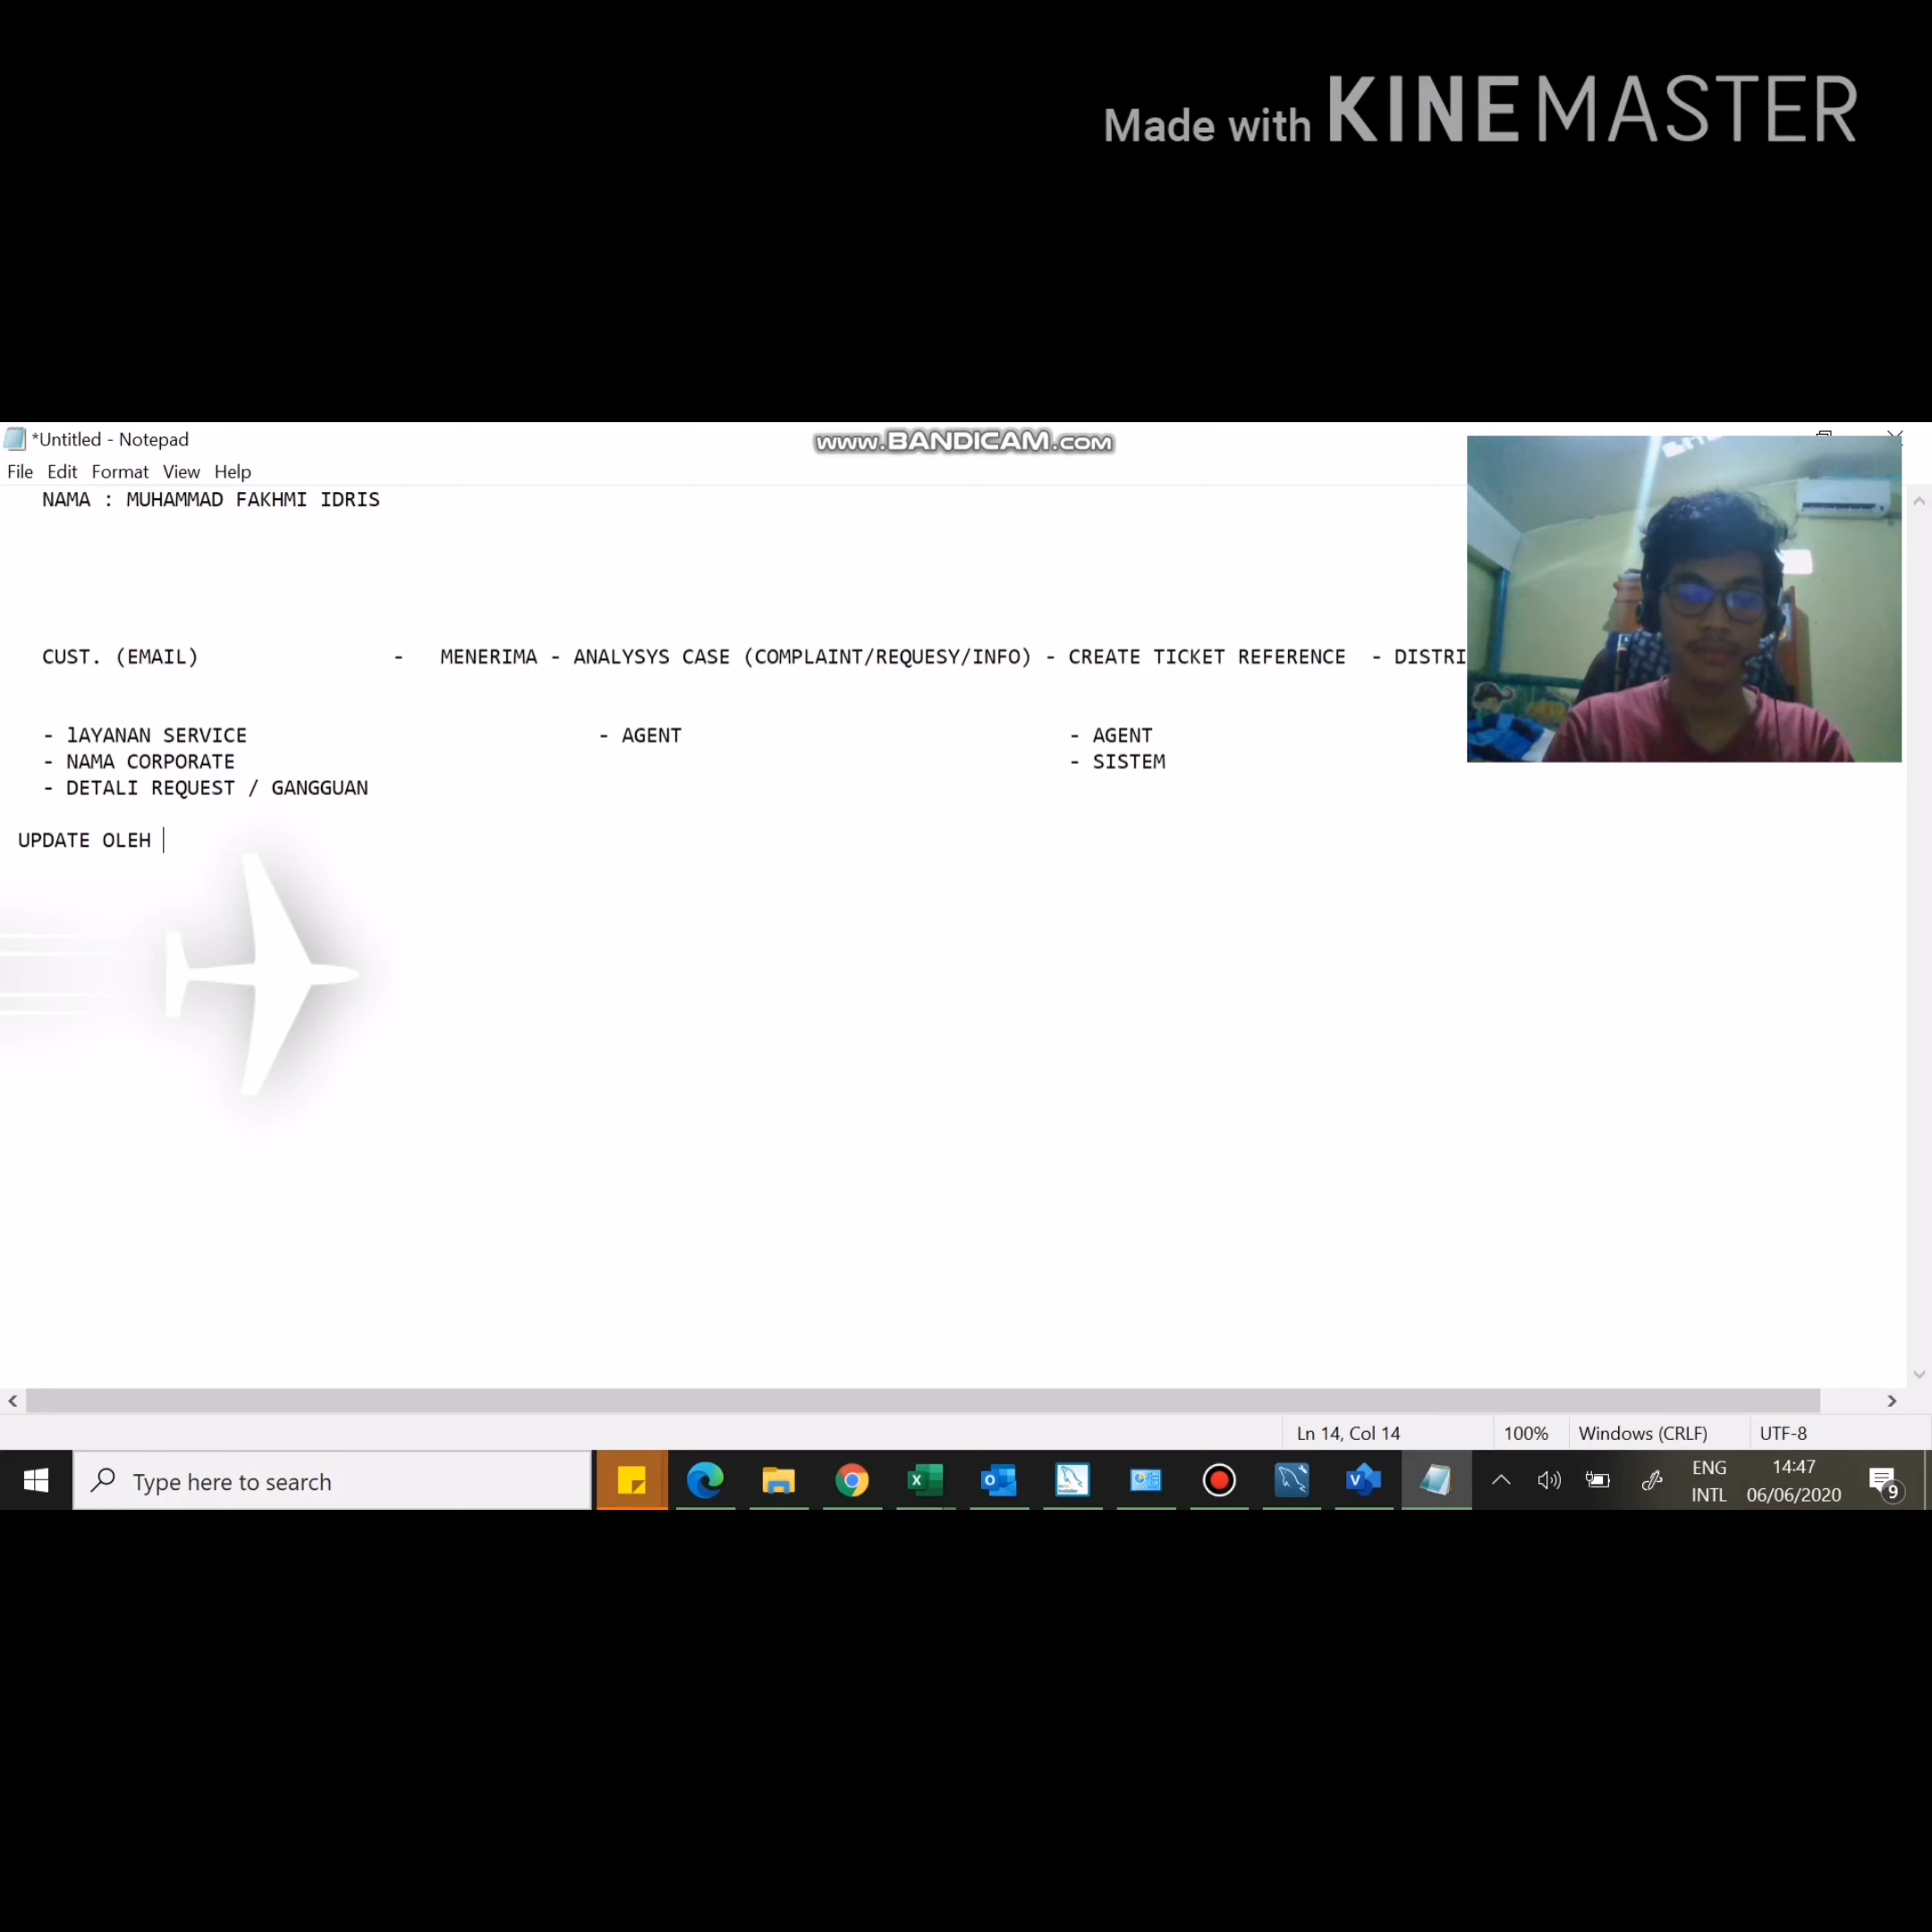 Made with KINEMASTER
*Untitled - Notepad
www.BANDICAM.com
File Edit Format View Help
NAMA : MUHAMMAD FAKHMI IDRIS
CUST. (EMAIL) - MENERIMA - ANALYSYS CASE (COMPLAINT/REQUESY/INFO) - CREATE TICKET REFERENCE - DISTRI
- lAYANAN SERVICE - AGENT - AGENT
- NAMA CORPORATE - SISTEM
- DETALI REQUEST / GANGGUAN
UPDATE OLEH
Ln 14, Col 14 100% Windows (CRLF) UTF-8
Type here to search
ENG 14:47
INTL 06/06/2020 9